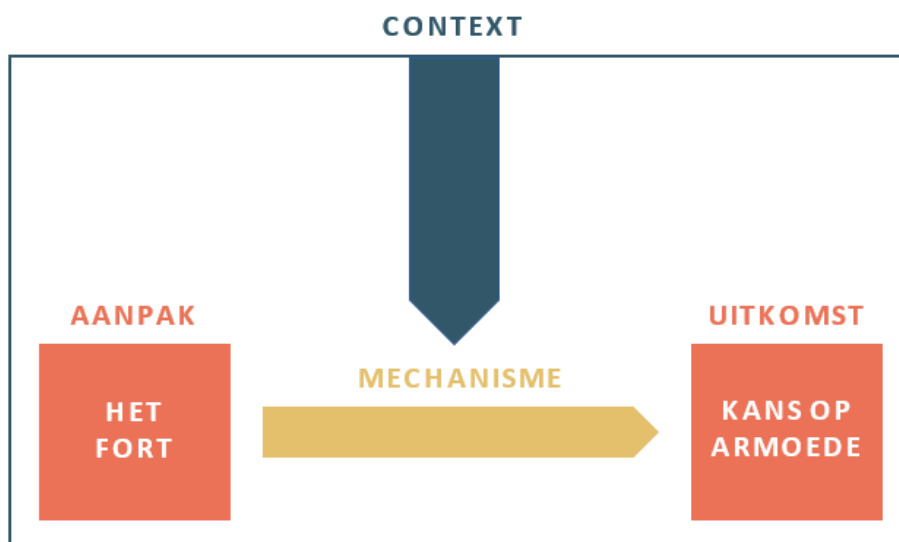 CONTEXT
AANPAK
UITKOMST
MECHANISME
HET
FORT
KANS OP
ARMOEDE